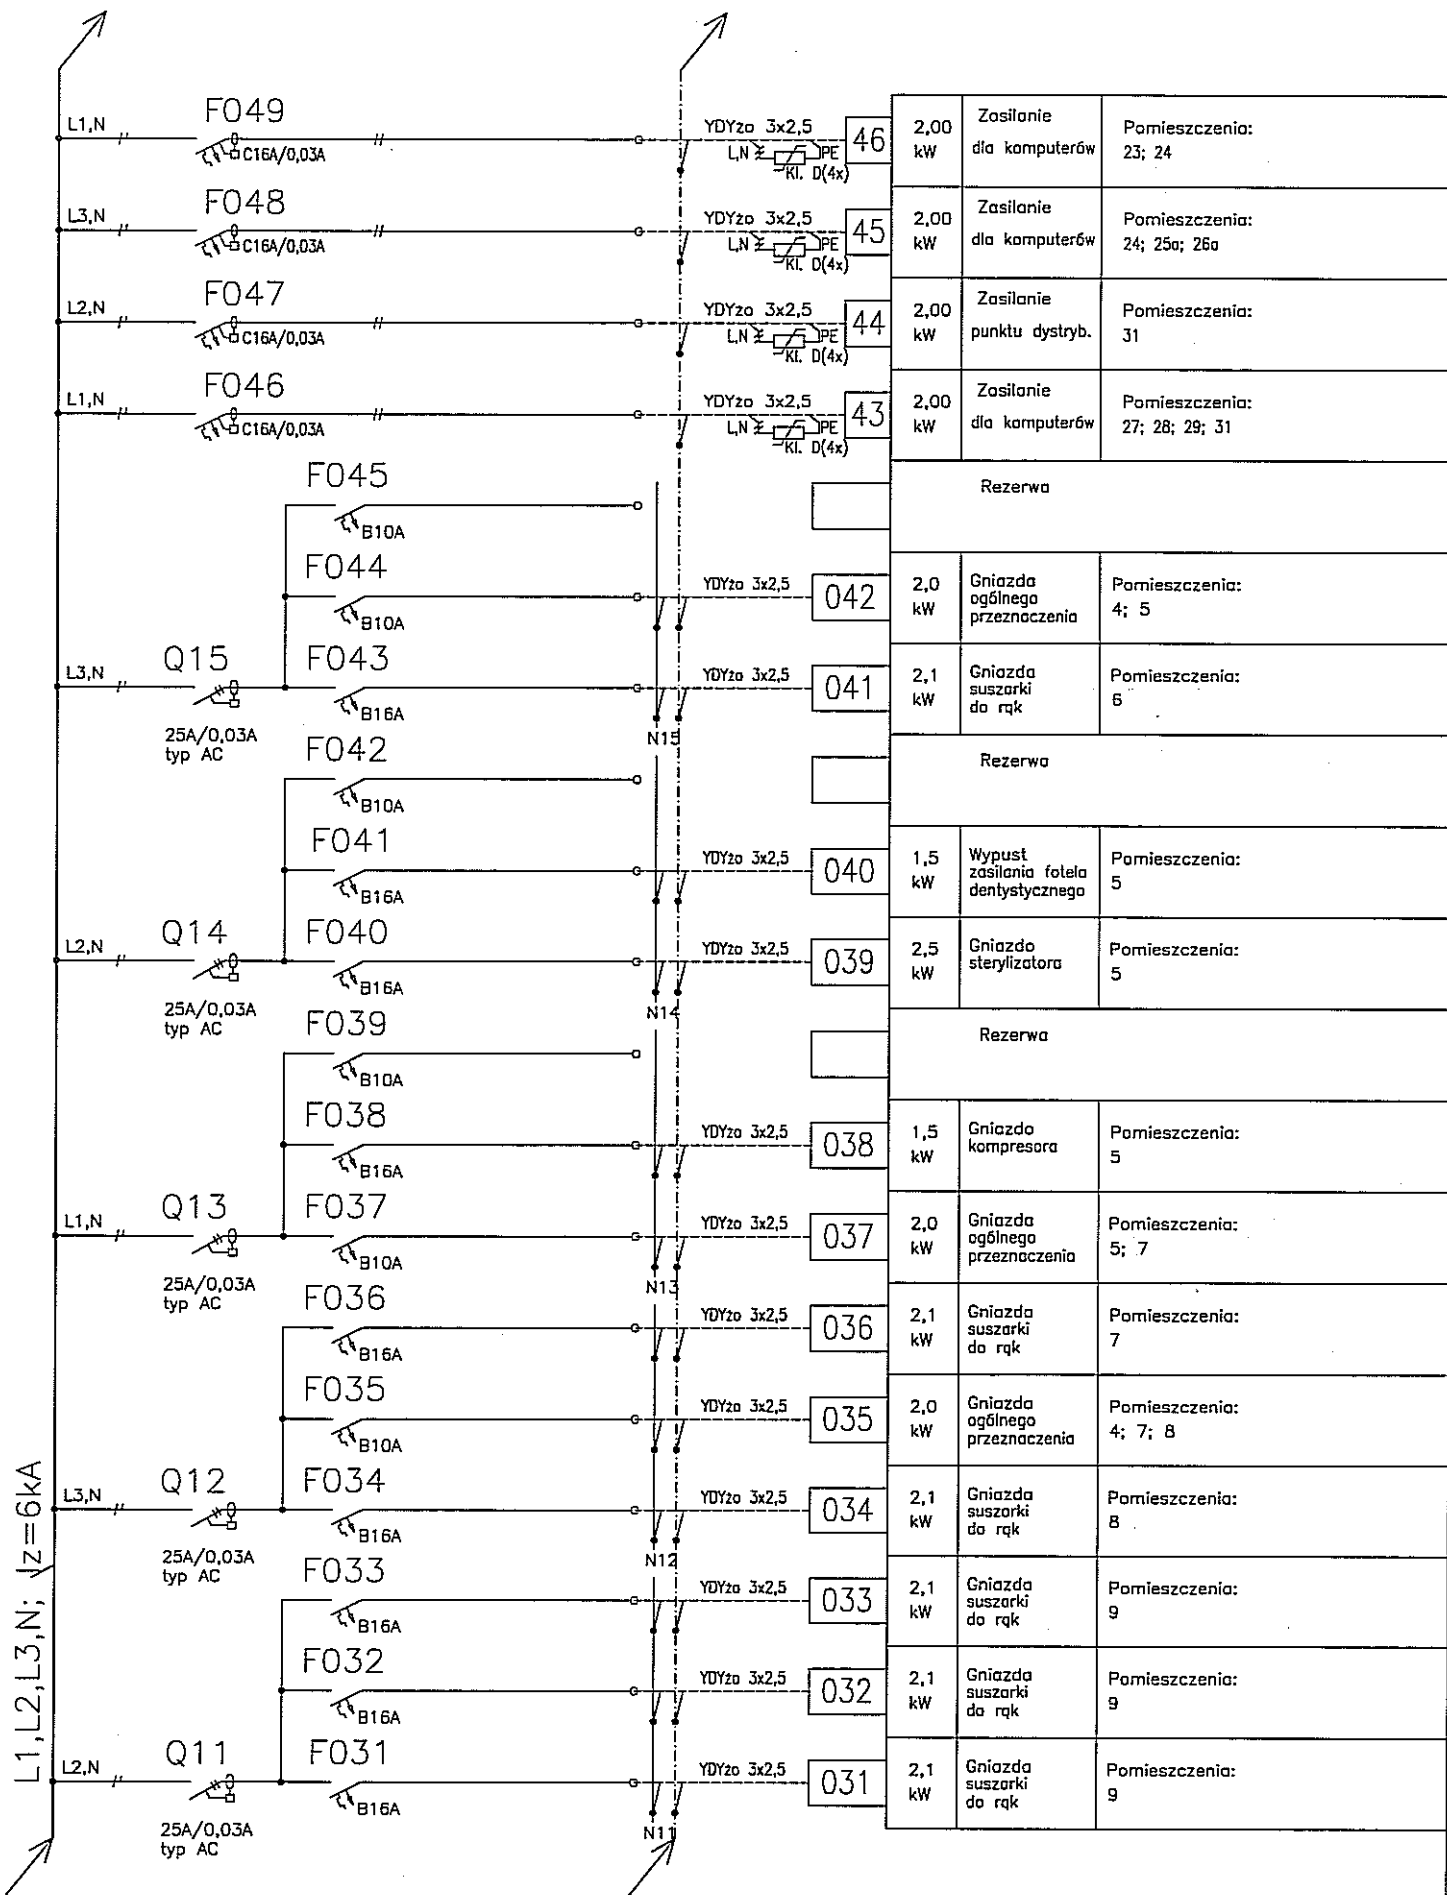 F049
L1,N
C16A/0,03A
YDYżo 3x2,5
L,N
PE
Kl. D(4x)
46
2,00
kW
Zasilanie
dla komputerów
Pomieszczenia:
23; 24
F048
L3,N
C16A/0,03A
YDYżo 3x2,5
L,N
PE
Kl. D(4x)
45
2,00
kW
Zasilanie
dla komputerów
Pomieszczenia:
24; 25a; 26a
F047
L2,N
C16A/0,03A
YDYżo 3x2,5
L,N
PE
Kl. D(4x)
44
2,00
kW
Zasilanie
punktu dystryb.
Pomieszczenia:
31
F046
L1,N
C16A/0,03A
YDYżo 3x2,5
L,N
PE
Kl. D(4x)
43
2,00
kW
Zasilanie
dla komputerów
Pomieszczenia:
27; 28; 29; 31
F045
B10A
Rezerwa
F044
B10A
YDYżo 3x2,5
042
2,0
kW
Gniazda
ogólnego
przeznaczenia
Pomieszczenia:
4; 5
L3,N
Q15
25A/0,03A
typ AC
F043
B16A
N15
YDYżo 3x2,5
041
2,1
kW
Gniazda
suszarki
do rąk
Pomieszczenia:
6
F042
B10A
Rezerwa
F041
B16A
YDYżo 3x2,5
040
1,5
kW
Wypust
zasilania fotela
dentystycznego
Pomieszczenia:
5
L2,N
Q14
25A/0,03A
typ AC
F040
B16A
N14
YDYżo 3x2,5
039
2,5
kW
Gniazdo
sterylizatora
Pomieszczenia:
5
F039
B10A
Rezerwa
F038
B16A
YDYżo 3x2,5
038
1,5
kW
Gniazdo
kompresora
Pomieszczenia:
5
L1,N
Q13
25A/0,03A
typ AC
F037
B10A
N13
YDYżo 3x2,5
037
2,0
kW
Gniazda
ogólnego
przeznaczenia
Pomieszczenia:
5; 7
F036
B16A
YDYżo 3x2,5
036
2,1
kW
Gniazda
suszarki
do rąk
Pomieszczenia:
7
F035
B10A
YDYżo 3x2,5
035
2,0
kW
Gniazda
ogólnego
przeznaczenia
Pomieszczenia:
4; 7; 8
L3,N
Q12
25A/0,03A
typ AC
F034
B16A
N12
YDYżo 3x2,5
034
2,1
kW
Gniazda
suszarki
do rąk
Pomieszczenia:
8
F033
B16A
YDYżo 3x2,5
033
2,1
kW
Gniazda
suszarki
do rąk
Pomieszczenia:
9
F032
B16A
YDYżo 3x2,5
032
2,1
kW
Gniazda
suszarki
do rąk
Pomieszczenia:
9
L2,N
Q11
25A/0,03A
typ AC
F031
B16A
N11
YDYżo 3x2,5
031
2,1
kW
Gniazda
suszarki
do rąk
Pomieszczenia:
9
L1,L2,L3,N; Iz=6kA